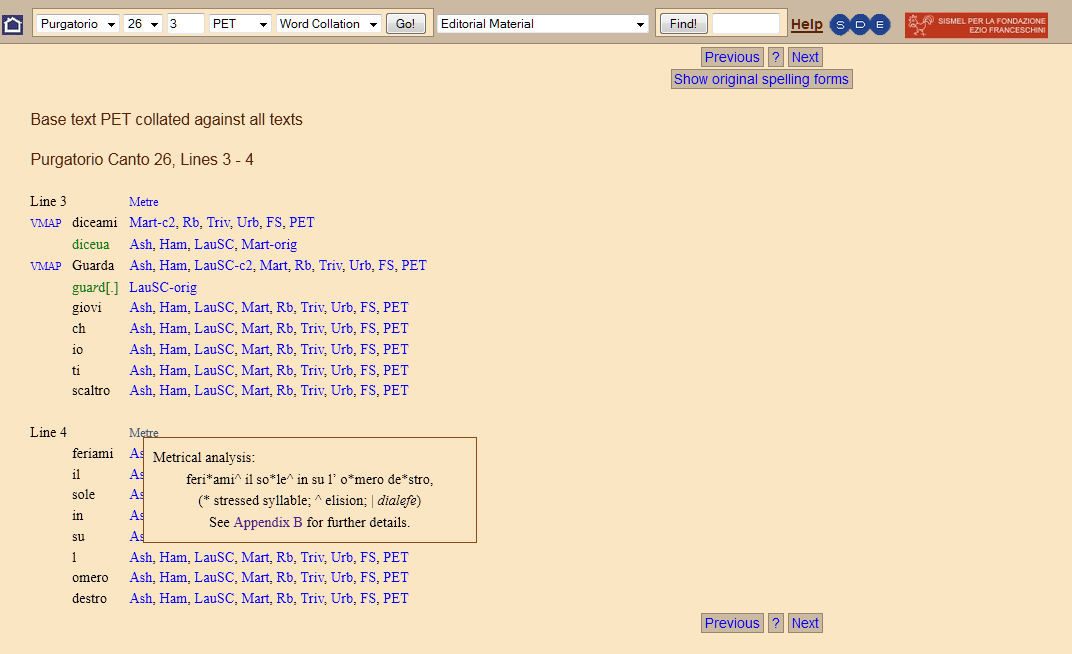 Purgatorio 26 3 PET Word Collation Go! Editorial Material Find! Help S D E SISMEL PER LA FONDAZIONE
EZIO FRANCESCHINI
Previous ? Next
Show original spelling forms
Base text PET collated against all texts
Purgatorio Canto 26, Lines 3 - 4
Line 3 Metre
VMAP diceami Mart-c2, Rb, Triv, Urb, FS, PET
diceua Ash, Ham, LauSC, Mart-orig
VMAP Guarda Ash, Ham, LauSC-c2, Mart, Rb, Triv, Urb, FS, PET
guard[.] LauSC-orig
giovi Ash, Ham, LauSC, Mart, Rb, Triv, Urb, FS, PET
ch Ash, Ham, LauSC, Mart, Rb, Triv, Urb, FS, PET
io Ash, Ham, LauSC, Mart, Rb, Triv, Urb, FS, PET
ti Ash, Ham, LauSC, Mart, Rb, Triv, Urb, FS, PET
scaltro Ash, Ham, LauSC, Mart, Rb, Triv, Urb, FS, PET
Line 4 Metre
feriami As
il As
sole As
in As
su As
Metrical analysis:
feri*ami^ il so*le^ in su l’ o*mero de*stro,
(* stressed syllable; ^ elision; | dialefe)
See Appendix B for further details.
l Ash, Ham, LauSC, Mart, Rb, Triv, Urb, FS, PET
omero Ash, Ham, LauSC, Mart, Rb, Triv, Urb, FS, PET
destro Ash, Ham, LauSC, Mart, Rb, Triv, Urb, FS, PET
Previous ? Next